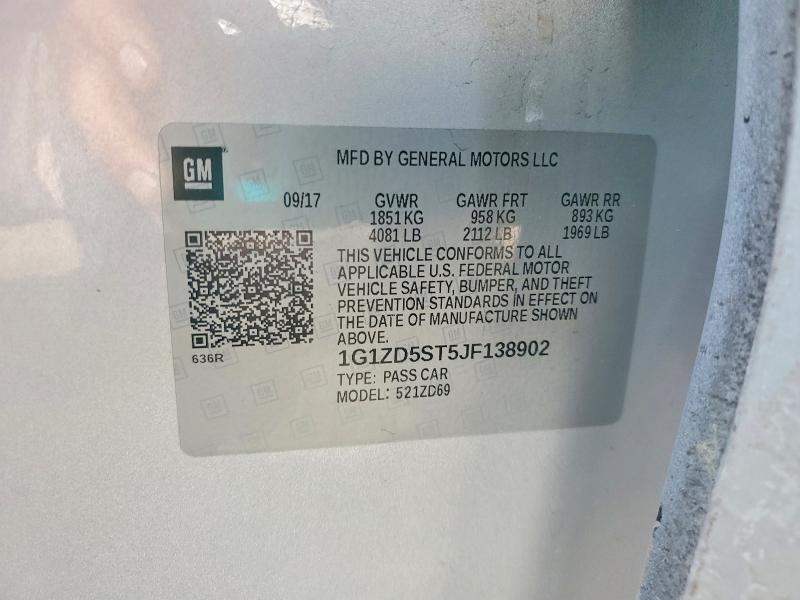 GM
MFD BY GENERAL MOTORS LLC
09/17 GVWR GAWR FRT GAWR RR
1851 KG 958 KG 893 KG
4081 LB 2112 LB 1969 LB
THIS VEHICLE CONFORMS TO ALL
APPLICABLE U.S. FEDERAL MOTOR
VEHICLE SAFETY, BUMPER, AND THEFT
PREVENTION STANDARDS IN EFFECT ON
THE DATE OF MANUFACTURE SHOWN
ABOVE.
636R
1G1ZD5ST5JF138902
TYPE: PASS CAR
MODEL: 521ZD69